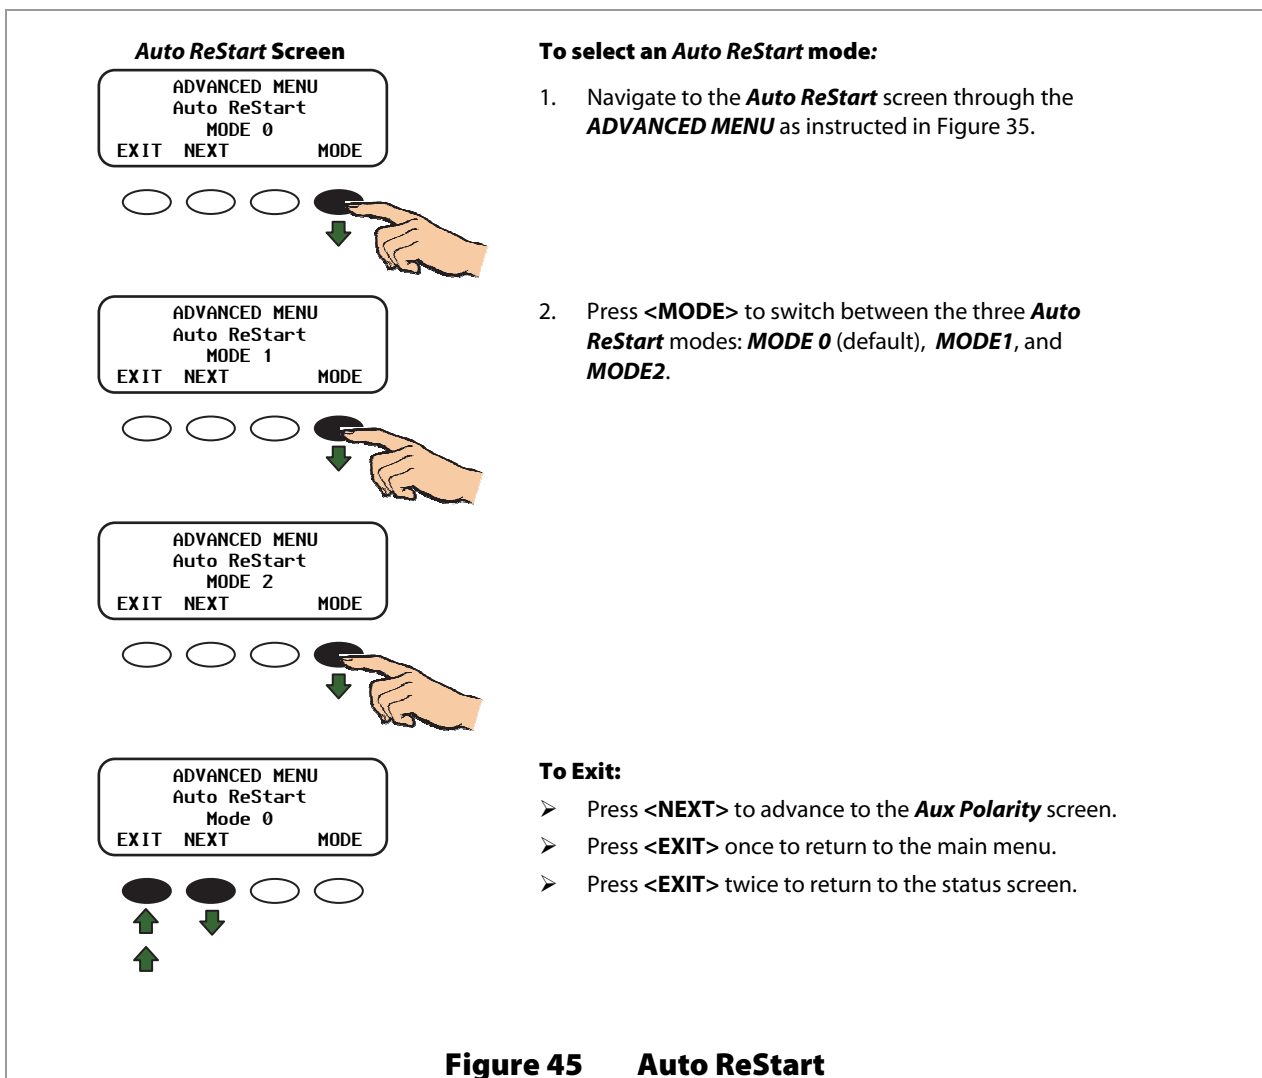 Auto ReStart Screen
ADVANCED MENU
Auto ReStart
MODE 0
EXIT NEXT MODE
To select an Auto ReStart mode:
1. Navigate to the Auto ReStart screen through the
ADVANCED MENU as instructed in Figure 35.
ADVANCED MENU
Auto ReStart
MODE 1
EXIT NEXT MODE
2. Press <MODE> to switch between the three Auto
ReStart modes: MODE 0 (default), MODE1, and
MODE2.
ADVANCED MENU
Auto ReStart
MODE 2
EXIT NEXT MODE
ADVANCED MENU
Auto ReStart
Mode 0
EXIT NEXT MODE
To Exit:
➢ Press <NEXT> to advance to the Aux Polarity screen.
➢ Press <EXIT> once to return to the main menu.
➢ Press <EXIT> twice to return to the status screen.
Figure 45 Auto ReStart